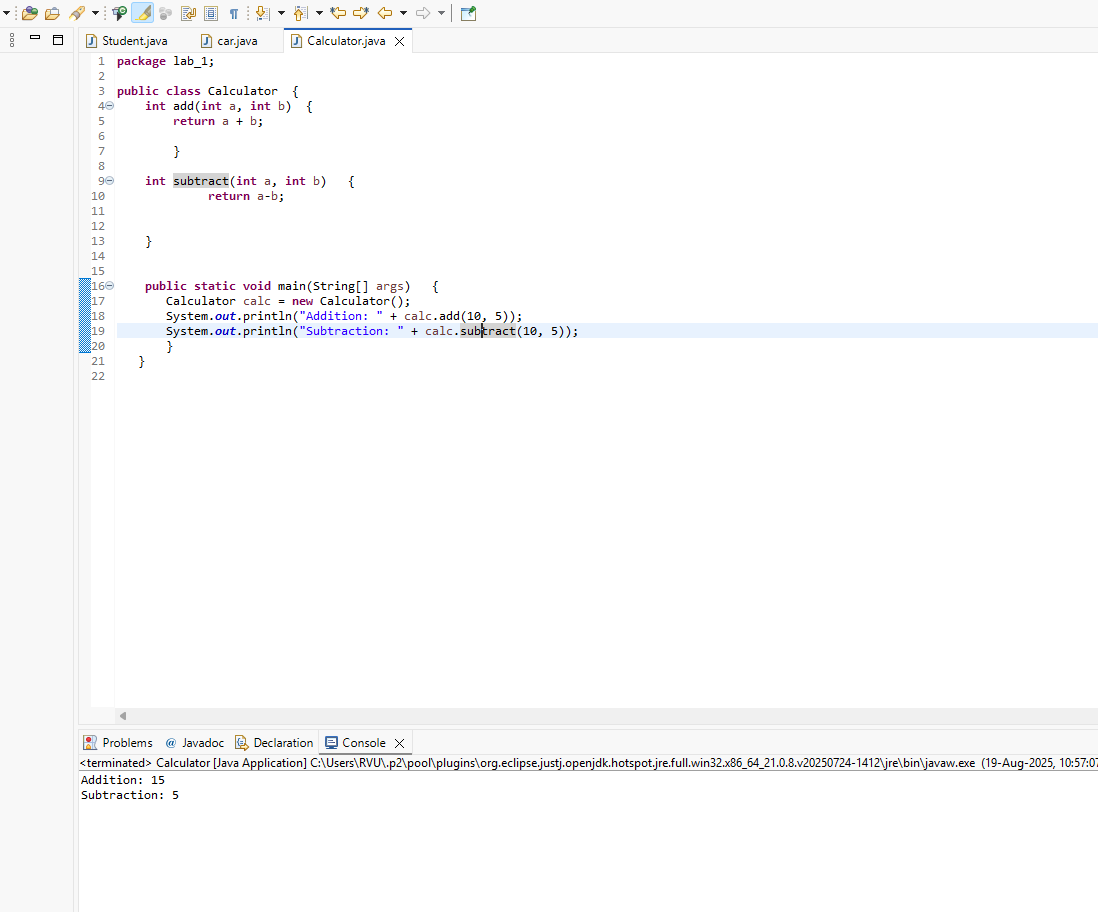 Student.java car.java Calculator.java
1 package lab_1;
2
3 public class Calculator {
4 int add(int a, int b) {
5 return a + b;
6
7 }
8
9 int subtract(int a, int b) {
10 return a-b;
11
12
13 }
14
15
16 public static void main(String[] args) {
17 Calculator calc = new Calculator();
18 System.out.println("Addition: " + calc.add(10, 5));
19 System.out.println("Subtraction: " + calc.subtract(10, 5));
20 }
21 }
22
Problems @ Javadoc Declaration Console
<terminated> Calculator [Java Application] C:\Users\RVU\.p2\pool\plugins\org.eclipse.justj.openjdk.hotspot.jre.full.win32.x86_64_21.0.8.v20250724-1412\jre\bin\javaw.exe (19-Aug-2025, 10:57:07
Addition: 15
Subtraction: 5